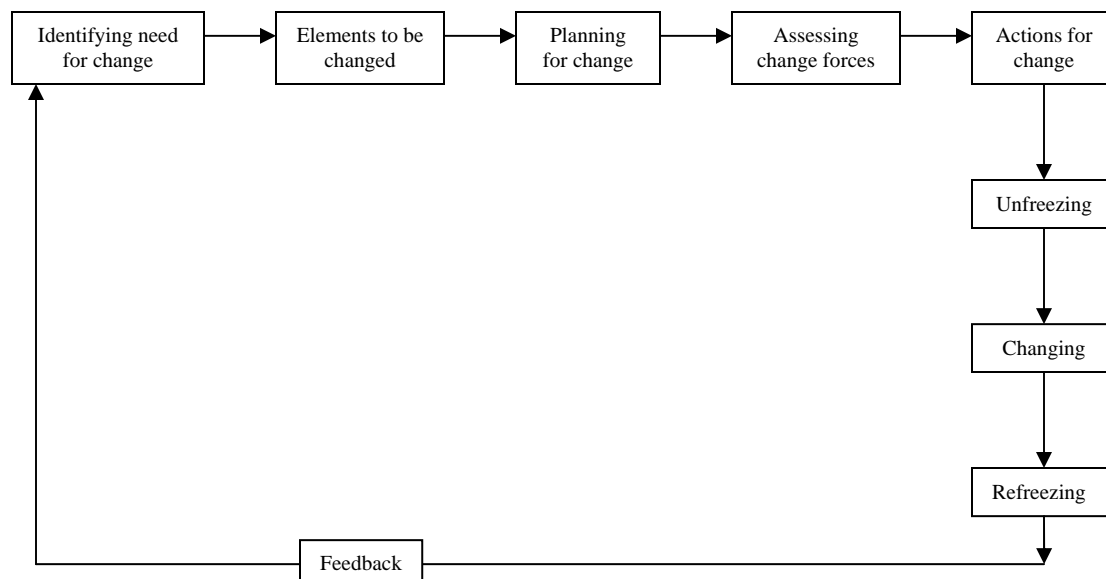 Identifying need
for change
Elements to be
changed
Planning
for change
Assessing
change forces
Actions for
change
Unfreezing
Changing
Refreezing
Feedback